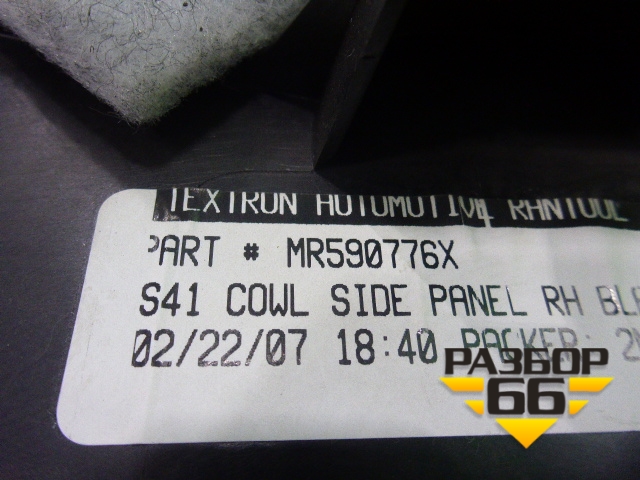 TEXTRON AUTOMOTIVE RANTOUL
PART # MR590776X
S41 COWL SIDE PANEL RH
02/22/07 18:40 PACKER:
РАЗБОР
66